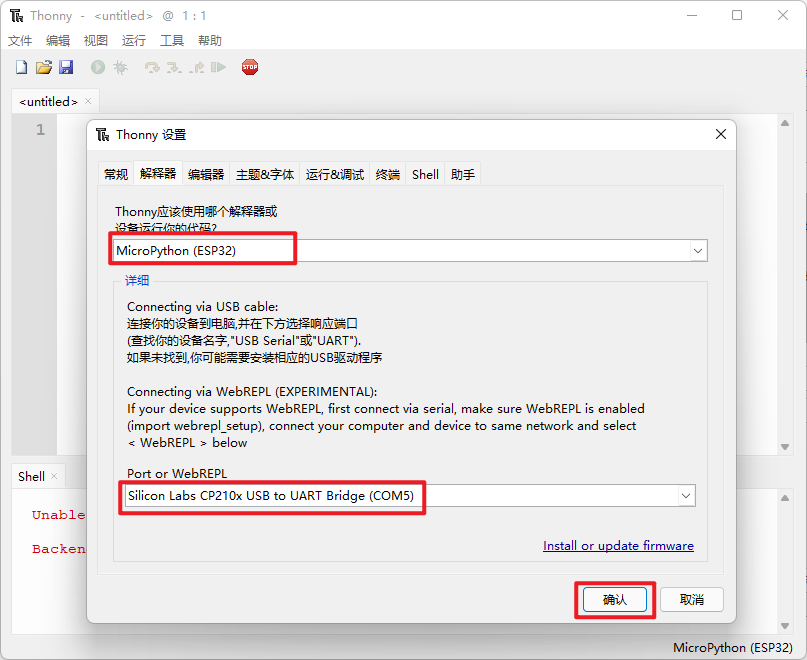 Thonny - <untitled> @ 1 : 1
文件 编辑 视图 运行 工具 帮助
STOP
<untitled> ×
1
Thonny 设置
常规 解释器 编辑器 主题&字体 运行&调试 终端 Shell 助手
Thonny应该使用哪个解释器或
设备运行你的代码?
MicroPython (ESP32)
详细
Connecting via USB cable:
连接你的设备到电脑,并在下方选择响应端口
(查找你的设备名字,"USB Serial"或"UART").
如果未找到,你可能需要安装相应的USB驱动程序
Connecting via WebREPL (EXPERIMENTAL):
If your device supports WebREPL, first connect via serial, make sure WebREPL is enabled
(import webrepl_setup), connect your computer and device to same network and select
< WebREPL > below
Port or WebREPL
Silicon Labs CP210x USB to UART Bridge (COM5)
Install or update firmware
确认 取消
Shell ×
Unable
Backen
MicroPython (ESP32)